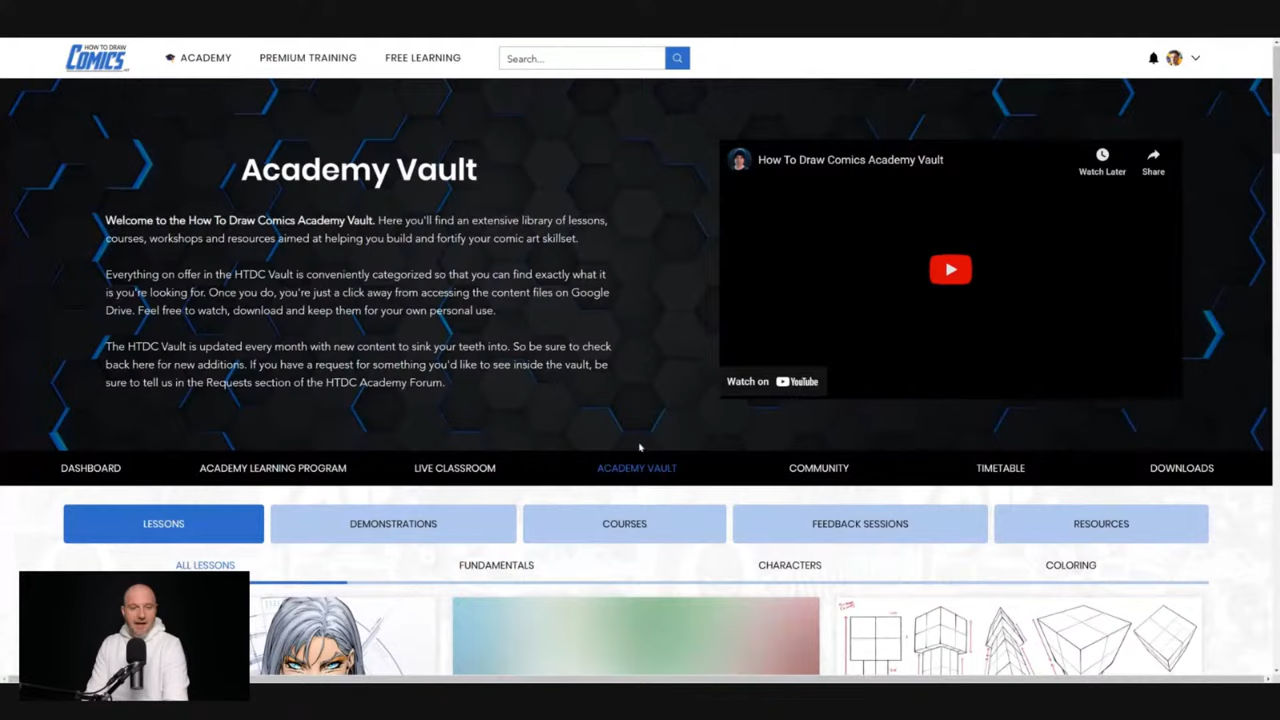 HOW TO DRAW
COMICS
ACADEMY
PREMIUM TRAINING
FREE LEARNING
Search...
Academy Vault
Welcome to the How To Draw Comics Academy Vault. Here you'll find an extensive library of lessons,
courses, workshops and resources aimed at helping you build and fortify your comic art skillset.
Everything on offer in the HTDC Vault is conveniently categorized so that you can find exactly what it
is you're looking for. Once you do, you're just a click away from accessing the content files on Google
Drive. Feel free to watch, download and keep them for your own personal use.
The HTDC Vault is updated every month with new content to sink your teeth into. So be sure to check
back here for new additions. If you have a request for something you'd like to see inside the vault, be
sure to tell us in the Requests section of the HTDC Academy Forum.
How To Draw Comics Academy Vault
Watch Later
Share
Watch on YouTube
DASHBOARD
ACADEMY LEARNING PROGRAM
LIVE CLASSROOM
ACADEMY VAULT
COMMUNITY
TIMETABLE
DOWNLOADS
LESSONS
DEMONSTRATIONS
COURSES
FEEDBACK SESSIONS
RESOURCES
ALL LESSONS
FUNDAMENTALS
CHARACTERS
COLORING